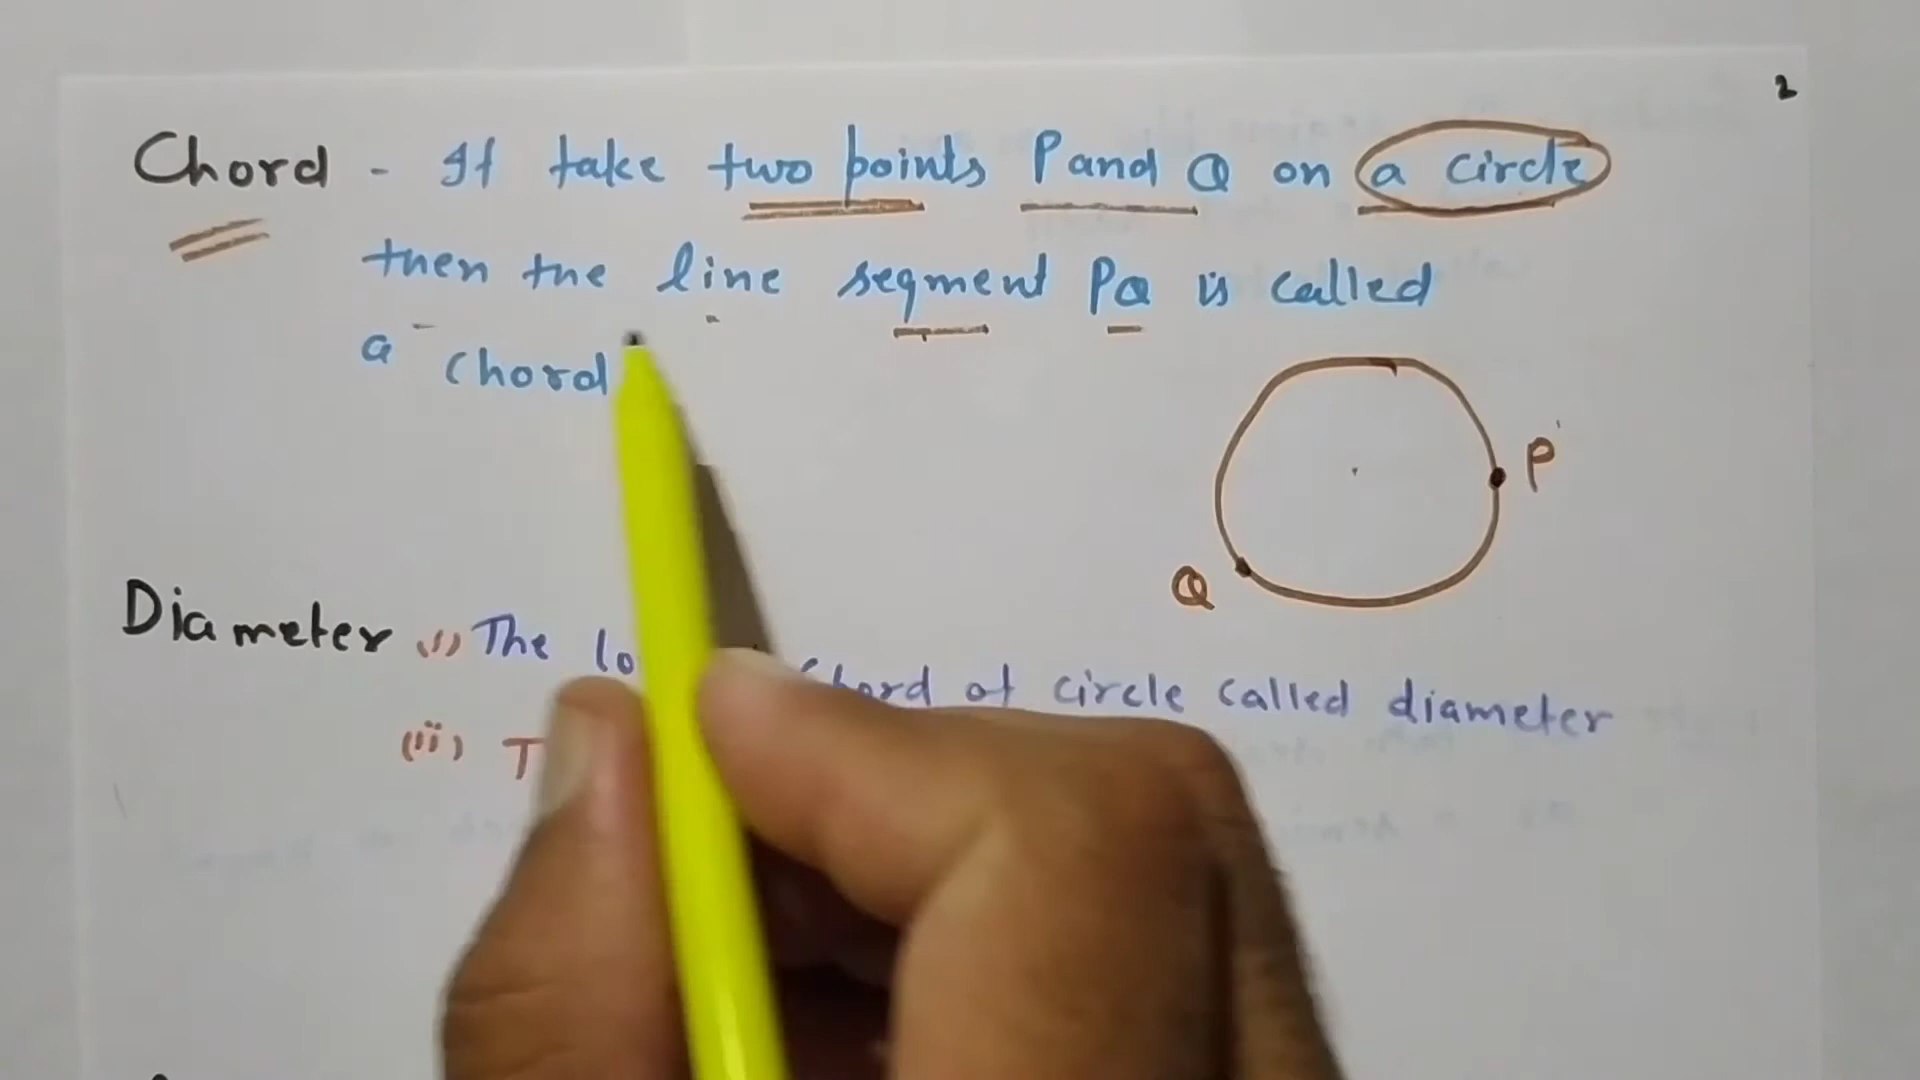 2
Chord - If take two points P and Q on a circle
then the line segment PQ is called
a chord
P
Q
Diameter (i) The chord of circle called diameter
(ii)